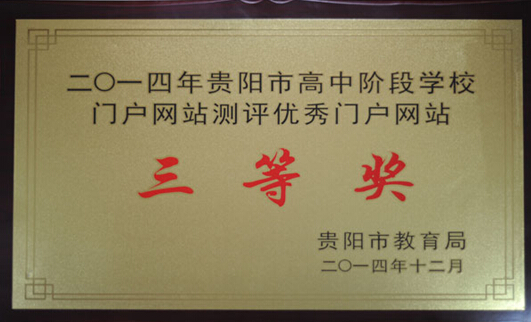 二〇一四年贵阳市高中阶段学校
门户网站测评优秀门户网站
三等奖
贵阳市教育局
二〇一四年十二月